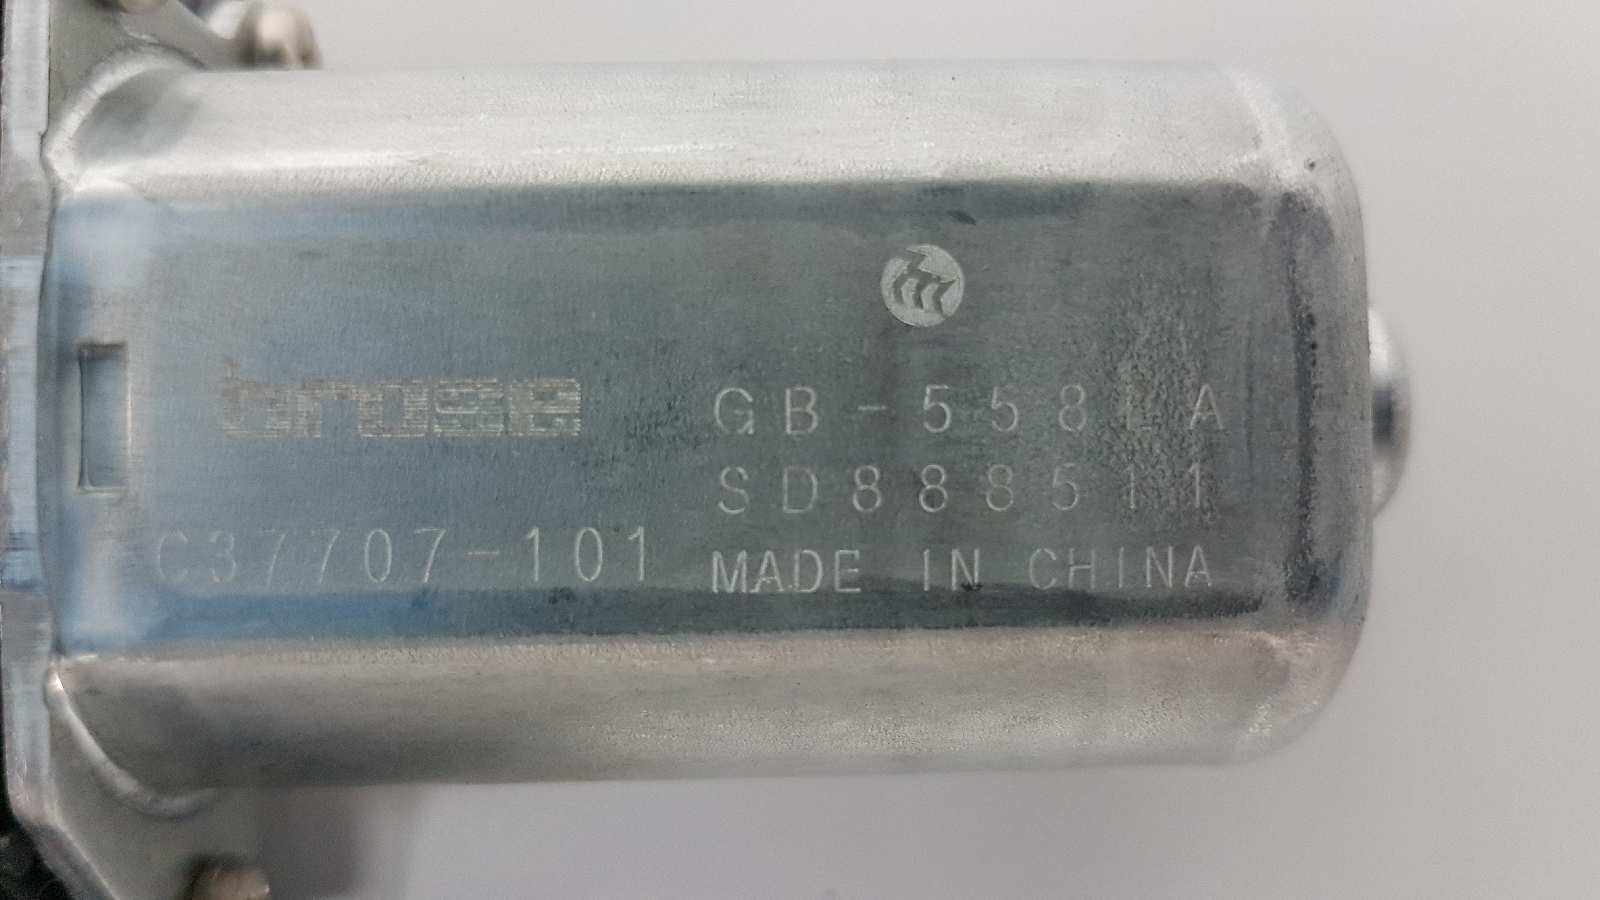 brose
GB-558LA
SD888511
C37707-101
MADE IN CHINA